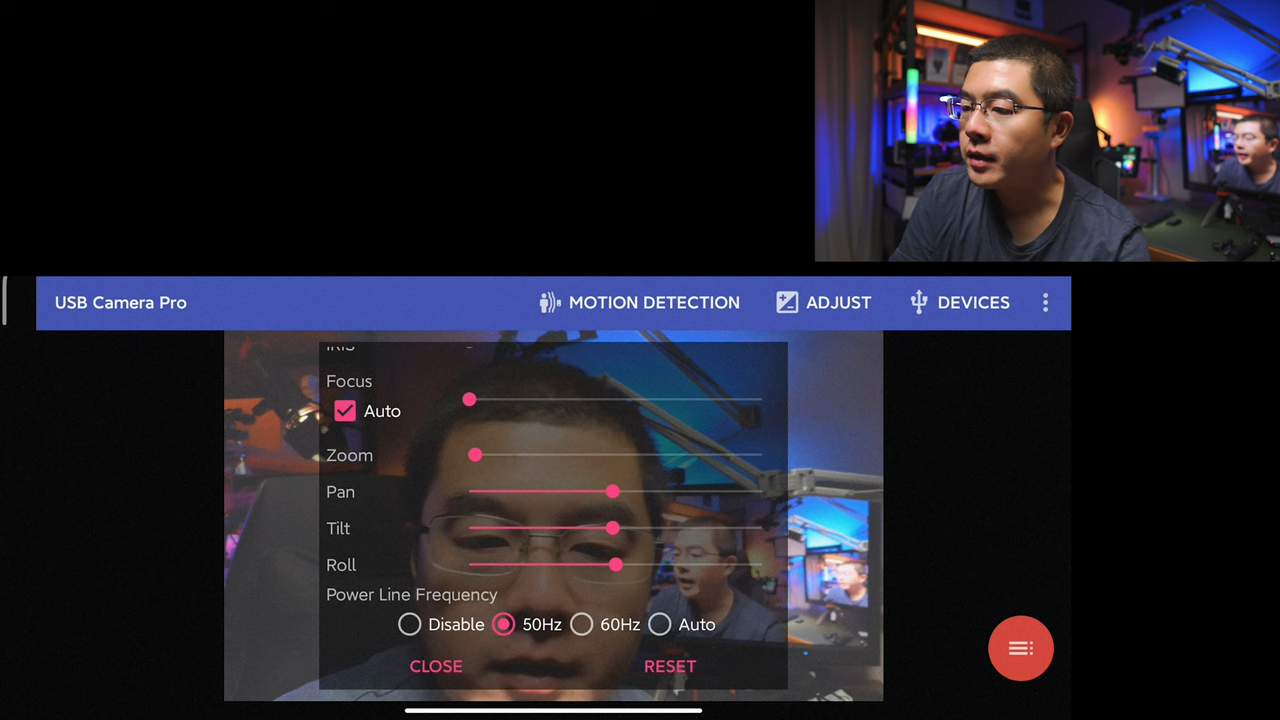 USB Camera Pro
MOTION DETECTION
ADJUST
DEVICES
Focus
Auto
Zoom
Pan
Tilt
Roll
Power Line Frequency
Disable 50Hz 60Hz Auto
CLOSE RESET